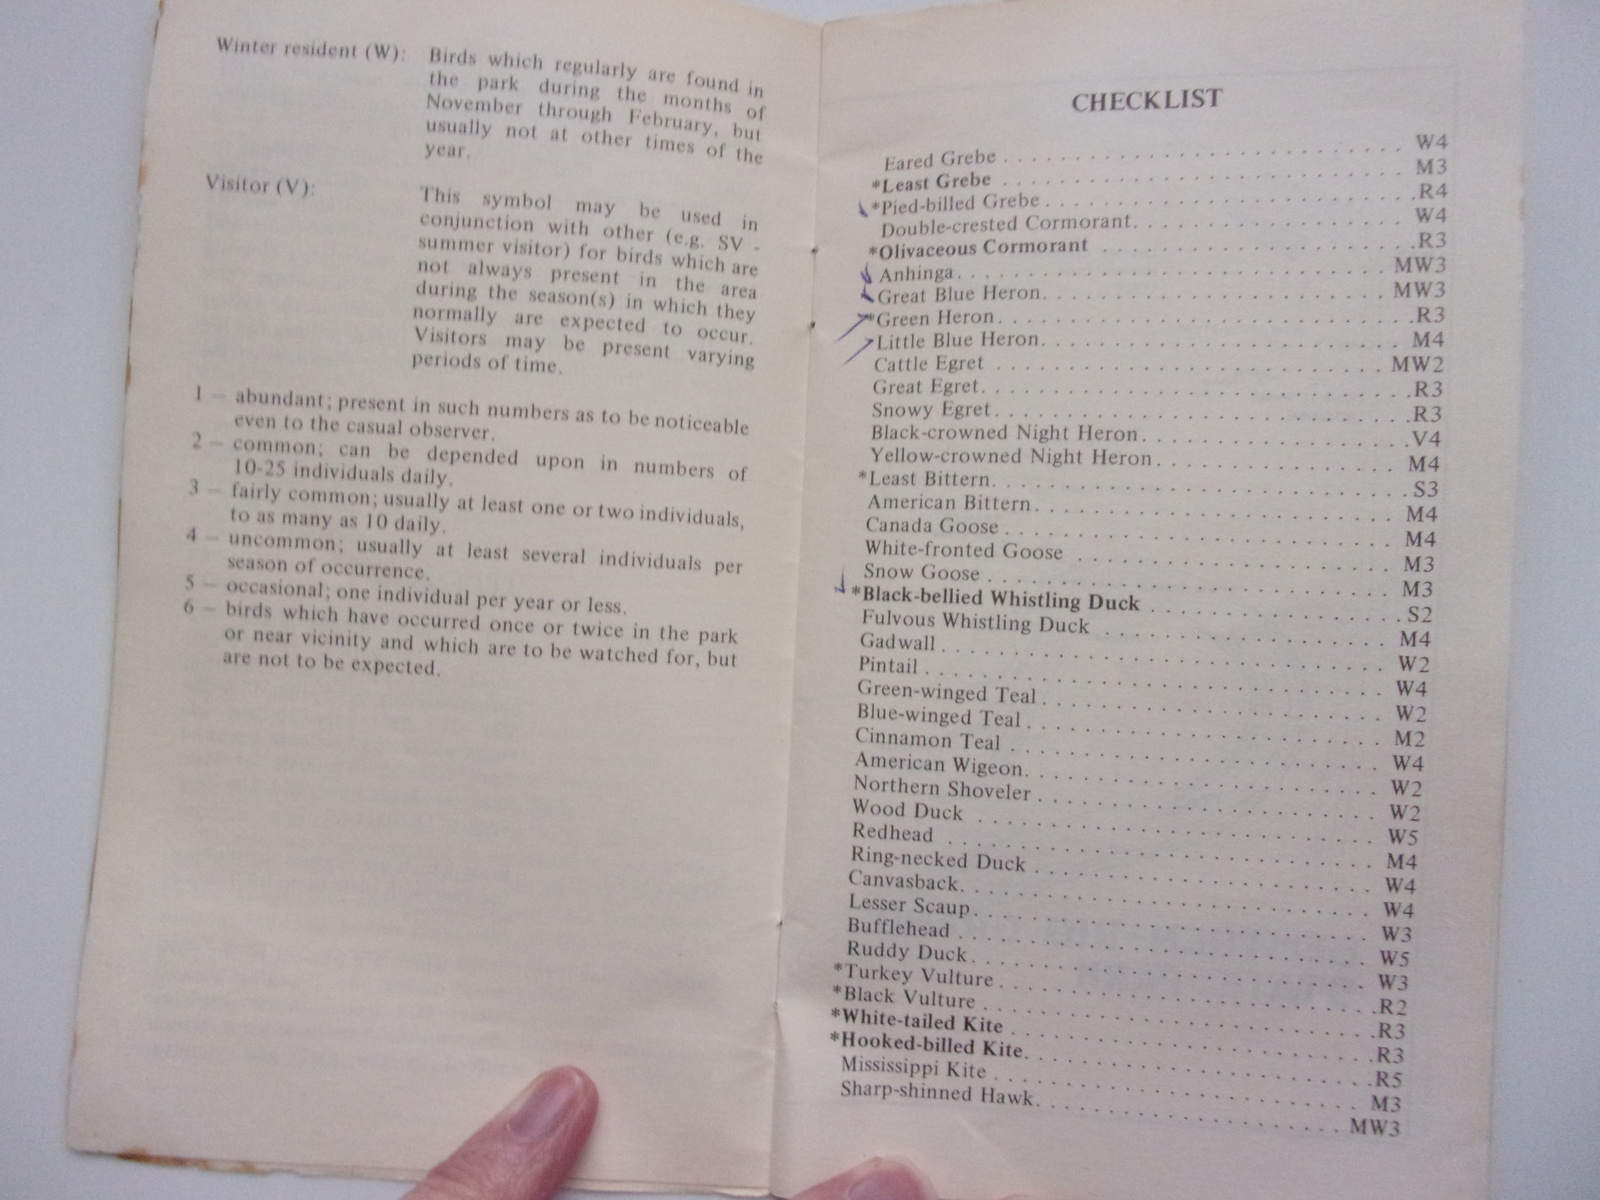 Winter resident (W): Birds which regularly are found in
the park during the months of
November through February, but
usually not at other times of the
year.
Visitor (V): This symbol may be used in
conjunction with other (e.g. SV -
summer visitor) for birds which are
not always present in the area
during the season(s) in which they
normally are expected to occur.
Visitors may be present varying
periods of time.
1 – abundant; present in such numbers as to be noticeable
even to the casual observer.
2 – common; can be depended upon in numbers of
10-25 individuals daily.
3 – fairly common; usually at least one or two individuals,
to as many as 10 daily.
4 – uncommon; usually at least several individuals per
season of occurrence.
5 – occasional; one individual per year or less.
6 – birds which have occurred once or twice in the park
or near vicinity and which are to be watched for, but
are not to be expected.
CHECKLIST
Eared Grebe . . . . . . . . . . W4
*Least Grebe . . . . . . . . . . M3
*Pied-billed Grebe . . . . . . . . . . R4
Double-crested Cormorant . . . . . . . . . . W4
*Olivaceous Cormorant . . . . . . . . . . R3
Anhinga . . . . . . . . . . MW3
Great Blue Heron . . . . . . . . . . MW3
*Green Heron . . . . . . . . . . R3
Little Blue Heron . . . . . . . . . . M4
Cattle Egret . . . . . . . . . . MW2
Great Egret . . . . . . . . . . R3
Snowy Egret . . . . . . . . . . R3
Black-crowned Night Heron . . . . . . . . . . V4
Yellow-crowned Night Heron . . . . . . . . . . M4
*Least Bittern . . . . . . . . . . S3
American Bittern . . . . . . . . . . M4
Canada Goose . . . . . . . . . . M4
White-fronted Goose . . . . . . . . . . M3
Snow Goose . . . . . . . . . . M3
*Black-bellied Whistling Duck . . . . . . . . . . S2
Fulvous Whistling Duck . . . . . . . . . . M4
Gadwall . . . . . . . . . . W2
Pintail . . . . . . . . . . W4
Green-winged Teal . . . . . . . . . . W2
Blue-winged Teal . . . . . . . . . . M2
Cinnamon Teal . . . . . . . . . . W4
American Wigeon . . . . . . . . . . W2
Northern Shoveler . . . . . . . . . . W2
Wood Duck . . . . . . . . . . W5
Redhead . . . . . . . . . . M4
Ring-necked Duck . . . . . . . . . . W4
Canvasback . . . . . . . . . . W4
Lesser Scaup . . . . . . . . . . W3
Bufflehead . . . . . . . . . . W5
Ruddy Duck . . . . . . . . . . W3
*Turkey Vulture . . . . . . . . . . R2
*Black Vulture . . . . . . . . . . R3
*White-tailed Kite . . . . . . . . . . R3
*Hooked-billed Kite . . . . . . . . . . R5
Mississippi Kite . . . . . . . . . . M3
Sharp-shinned Hawk . . . . . . . . . . MW3